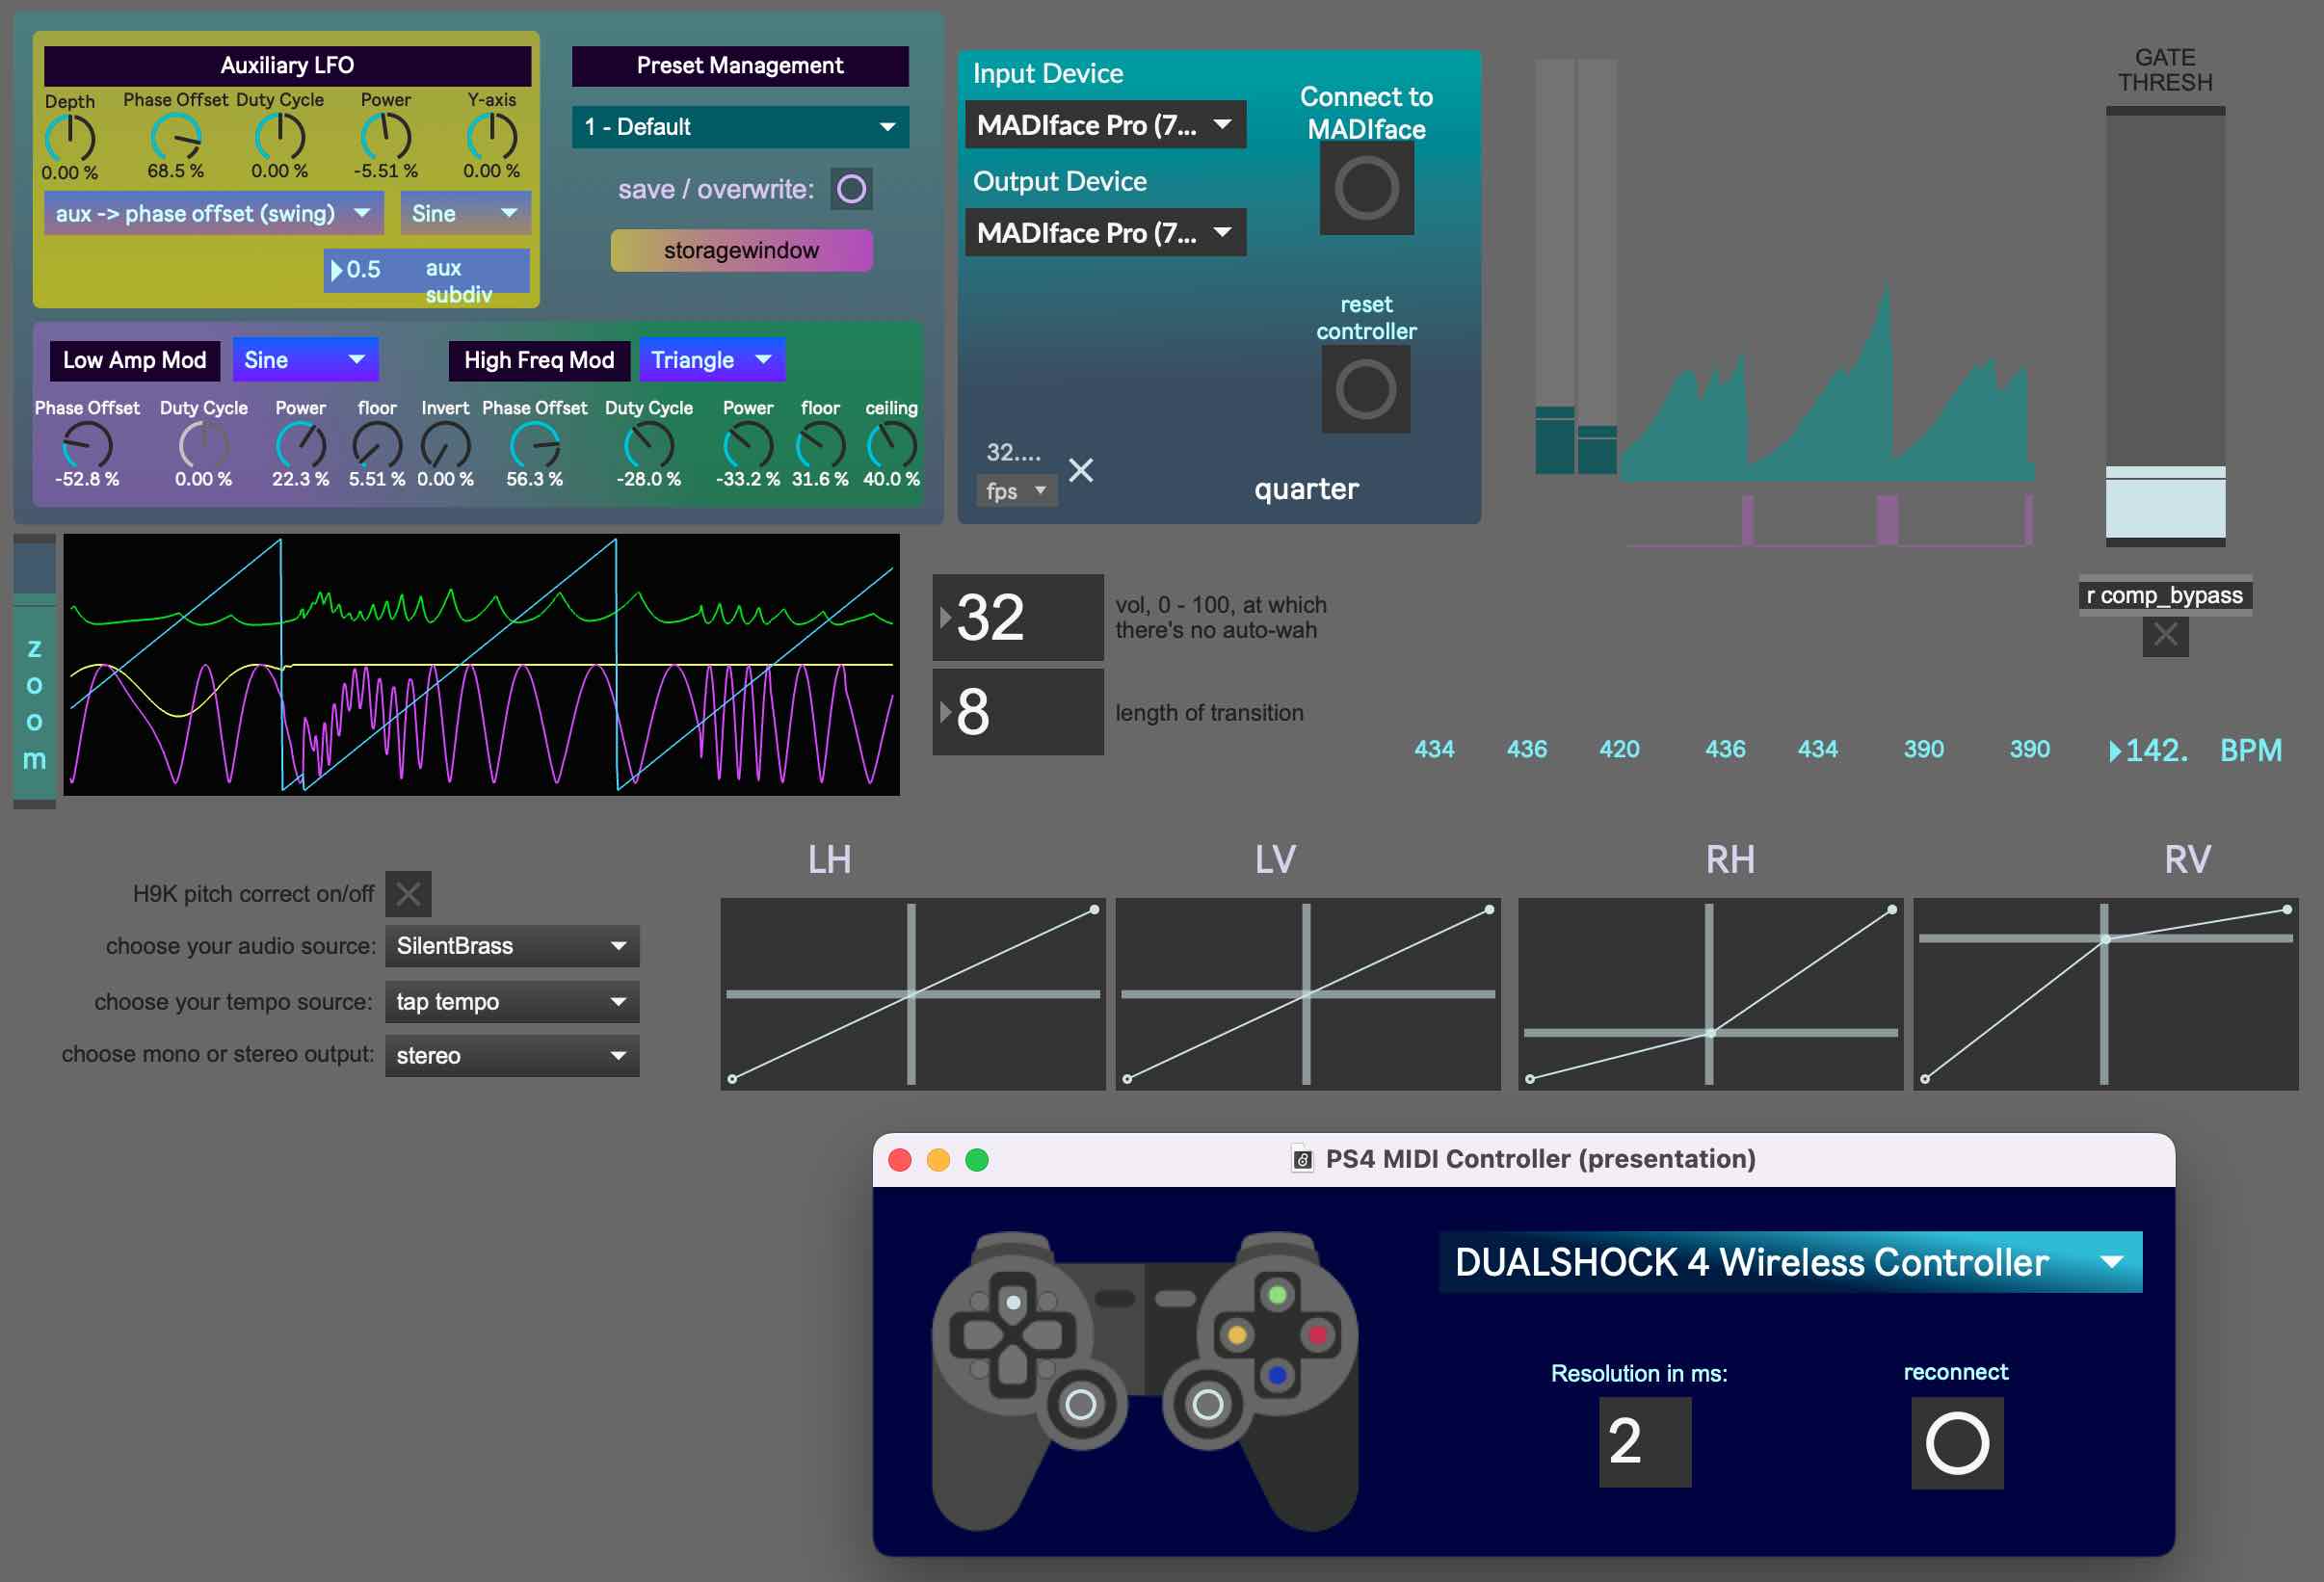 Auxiliary LFO
Depth Phase Offset Duty Cycle Power Y-axis
0.00 % 68.5 % 0.00 % -5.51 % 0.00 %
aux -> phase offset (swing) Sine
0.5 aux
subdiv
Preset Management
1 - Default
save / overwrite:
storagewindow
Low Amp Mod Sine High Freq Mod Triangle
Phase Offset Duty Cycle Power floor Invert Phase Offset Duty Cycle Power floor ceiling
-52.8 % 0.00 % 22.3 % 5.51 % 0.00 % 56.3 % -28.0 % -33.2 % 31.6 % 40.0 %
Input Device
MADIface Pro (7...
Output Device
MADIface Pro (7...
Connect to
MADIface
reset
controller
32....
fps
quarter
GATE
THRESH
r comp_bypass
z
o
o
m
32
vol, 0 - 100, at which
there's no auto-wah
8
length of transition
434 436 420 436 434 390 390 142. BPM
H9K pitch correct on/off
choose your audio source: SilentBrass
choose your tempo source: tap tempo
choose mono or stereo output: stereo
LH LV RH RV
PS4 MIDI Controller (presentation)
DUALSHOCK 4 Wireless Controller
Resolution in ms:
2
reconnect